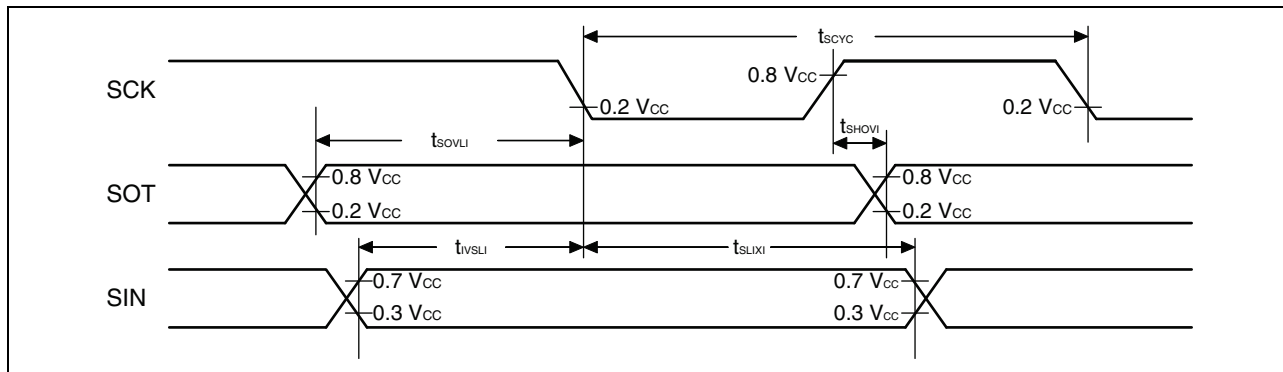 tSCYC
SCK
0.8 VCC
0.2 VCC
0.2 VCC
tSOVLI
tSHOVI
SOT
0.8 VCC
0.8 VCC
0.2 VCC
0.2 VCC
tIVSLI
tSLIXI
SIN
0.7 VCC
0.7 VCC
0.3 VCC
0.3 VCC